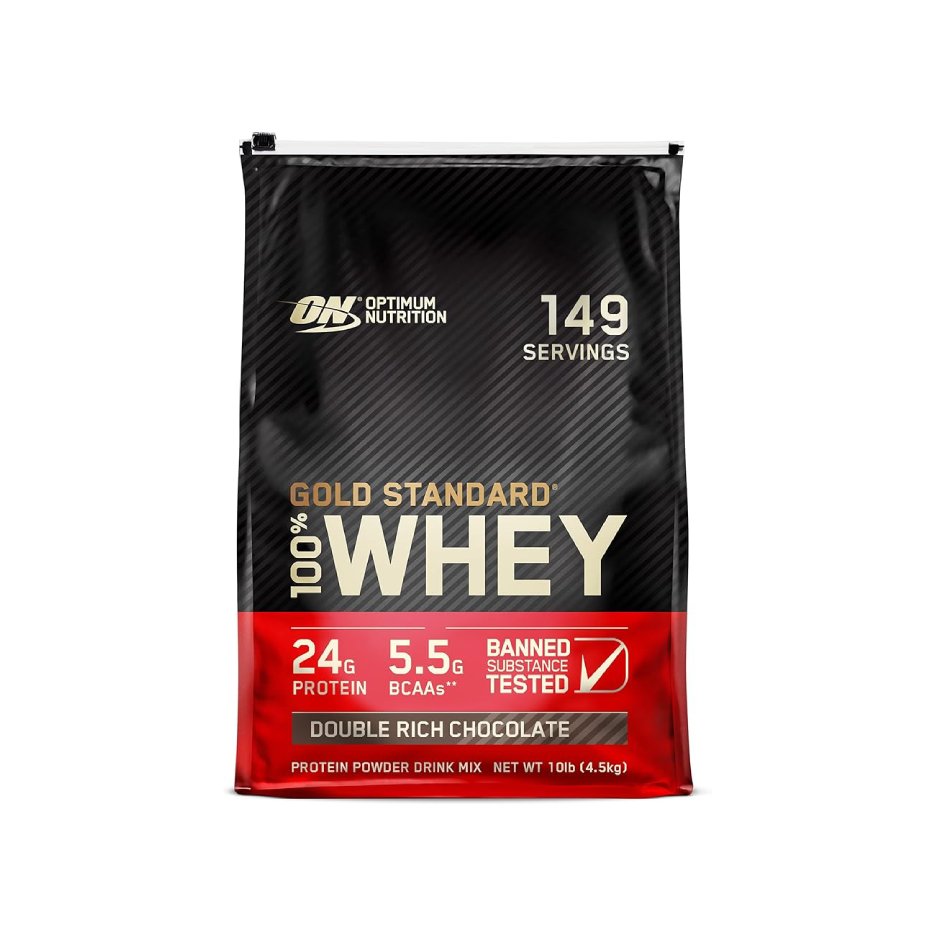 ON® OPTIMUM
NUTRITION
149
SERVINGS
GOLD STANDARD®
100% WHEY
24G
PROTEIN
5.5G
BCAAs**
BANNED
SUBSTANCE
TESTED
DOUBLE RICH CHOCOLATE
PROTEIN POWDER DRINK MIX NET WT 10lb (4.5kg)